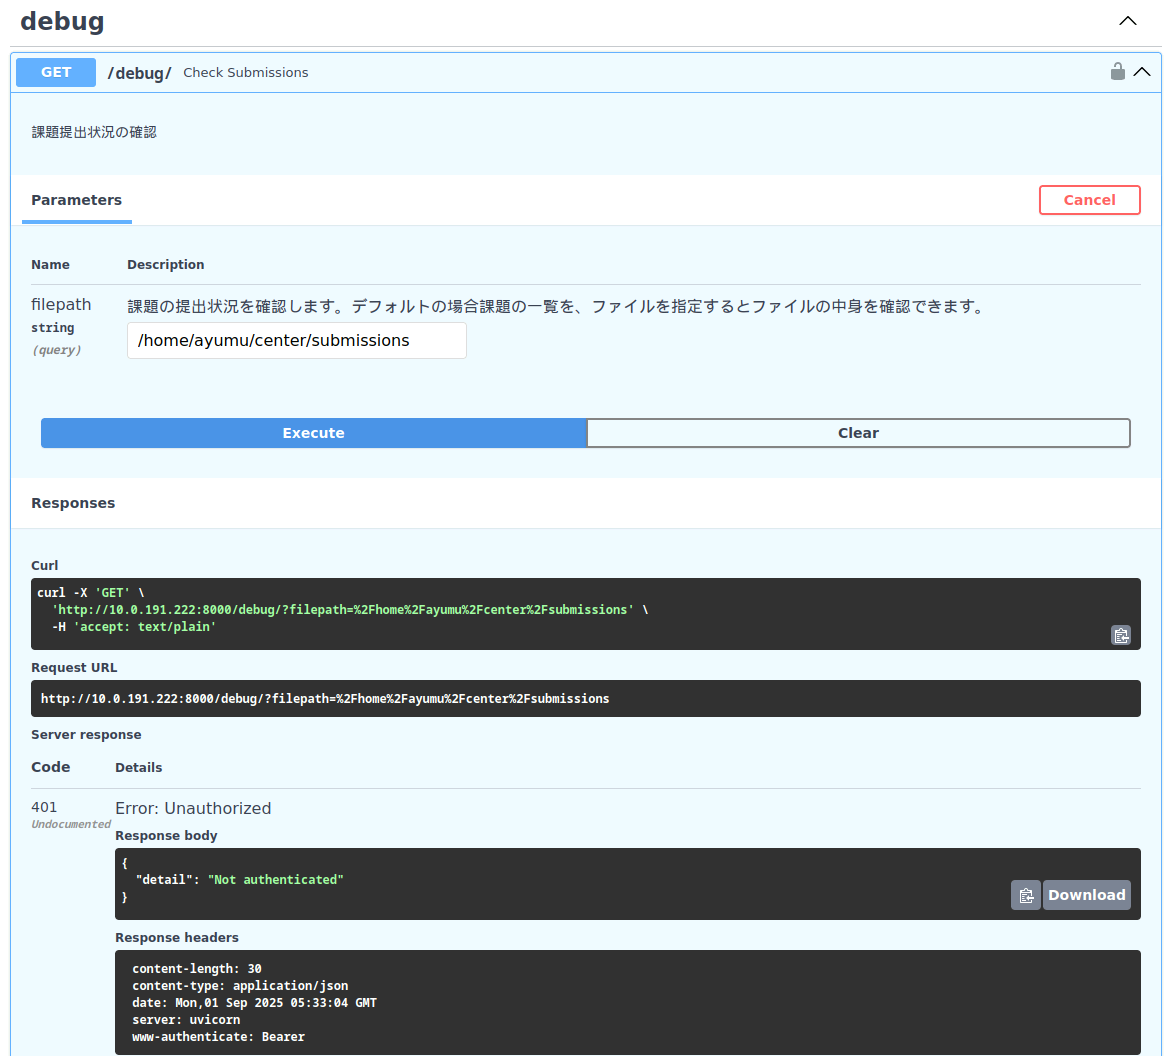 debug
GET /debug/ Check Submissions
課題提出状況の確認
Parameters Cancel
Name Description
filepath 課題の提出状況を確認します。デフォルトの場合課題の一覧を、ファイルを指定するとファイルの中身を確認できます。
string /home/ayumu/center/submissions
(query)
Execute Clear
Responses
Curl
curl -X 'GET' \
'http://10.0.191.222:8000/debug/?filepath=%2Fhome%2Fayumu%2Fcenter%2Fsubmissions' \
-H 'accept: text/plain'
Request URL
http://10.0.191.222:8000/debug/?filepath=%2Fhome%2Fayumu%2Fcenter%2Fsubmissions
Server response
Code Details
401 Error: Unauthorized
Undocumented
Response body
{
"detail": "Not authenticated"
}
Download
Response headers
content-length: 30
content-type: application/json
date: Mon,01 Sep 2025 05:33:04 GMT
server: uvicorn
www-authenticate: Bearer